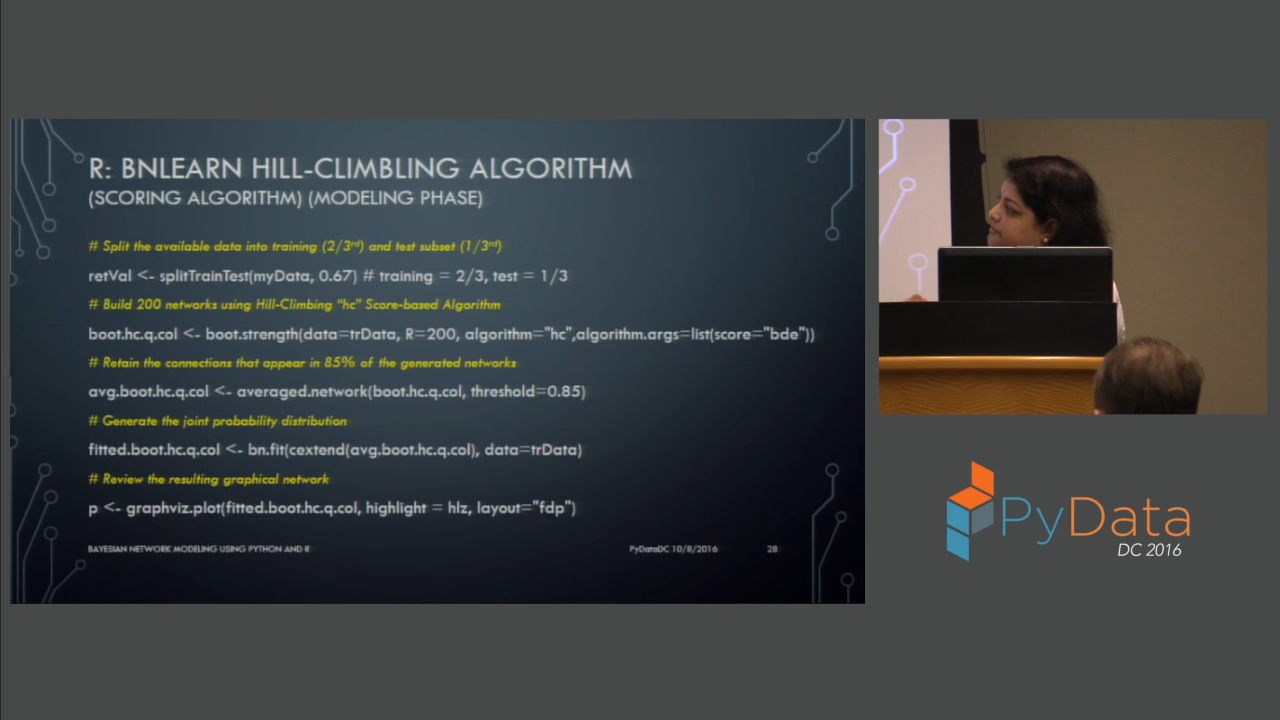 R: BNLEARN HILL-CLIMBLING ALGORITHM
(SCORING ALGORITHM) (MODELING PHASE)
# Split the available data into training (2/3rd) and test subset (1/3rd)
retVal <- splitTrainTest(myData, 0.67) # training = 2/3, test = 1/3
# Build 200 networks using Hill-Climbing “hc” Score-based Algorithm
boot.hc.q.col <- boot.strength(data=trData, R=200, algorithm="hc",algorithm.args=list(score="bde"))
# Retain the connections that appear in 85% of the generated networks
avg.boot.hc.q.col <- averaged.network(boot.hc.q.col, threshold=0.85)
# Generate the joint probability distribution
fitted.boot.hc.q.col <- bn.fit(cextend(avg.boot.hc.q.col), data=trData)
# Review the resulting graphical network
p <- graphviz.plot(fitted.boot.hc.q.col, highlight = hlz, layout="fdp")
BAYESIAN NETWORK MODELING USING PYTHON AND R
PyDataDC 10/8/2016
28
PyData
DC 2016